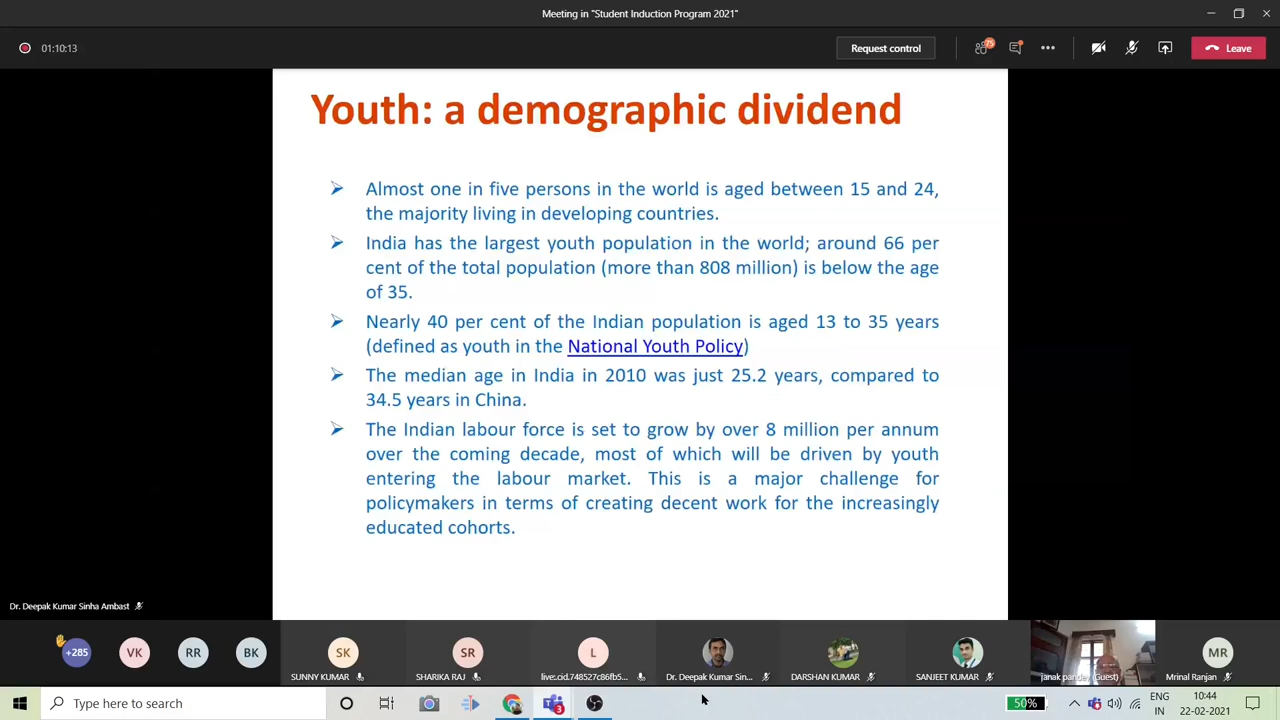 Meeting in "Student Induction Program 2021"
01:10:13
Request control
75
Leave
Youth: a demographic dividend
Almost one in five persons in the world is aged between 15 and 24,
the majority living in developing countries.
India has the largest youth population in the world; around 66 per
cent of the total population (more than 808 million) is below the age
of 35.
Nearly 40 per cent of the Indian population is aged 13 to 35 years
(defined as youth in the National Youth Policy)
The median age in India in 2010 was just 25.2 years, compared to
34.5 years in China.
The Indian labour force is set to grow by over 8 million per annum
over the coming decade, most of which will be driven by youth
entering the labour market. This is a major challenge for
policymakers in terms of creating decent work for the increasingly
educated cohorts.
Dr. Deepak Kumar Sinha Ambast
+285
VK
RR
BK
SK
SUNNY KUMAR
SR
SHARIKA RAJ
L
live:.cid.748527c86fb5...
Dr. Deepak Kumar Sin...
DARSHAN KUMAR
SANJEET KUMAR
janak pandey (Guest)
MR
Mrinal Ranjan
Type here to search
3
50%
ENG
IN
10:44
22-02-2021